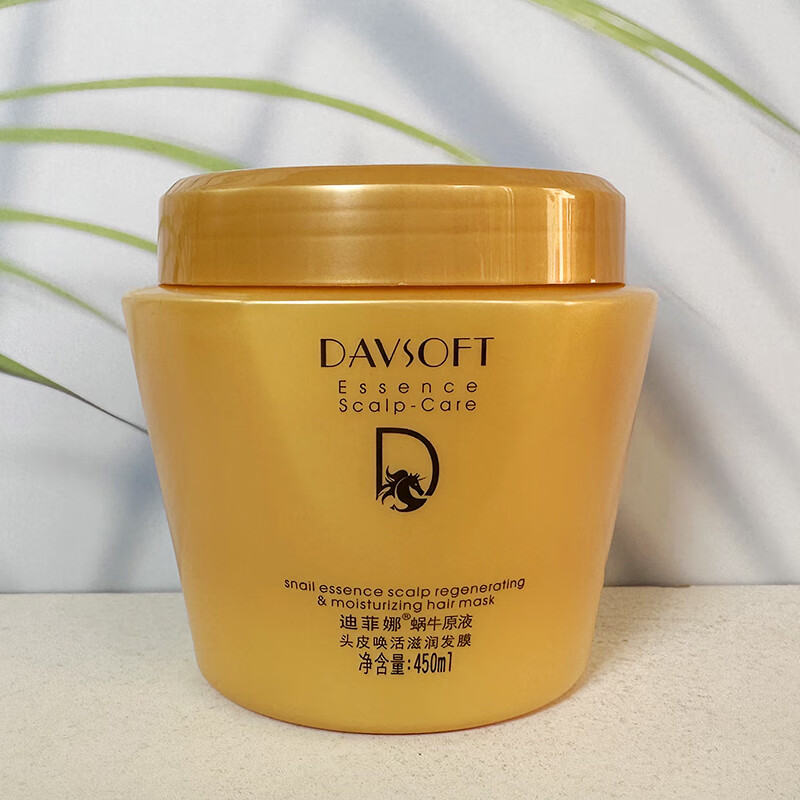 DAVSOFT
Essence
Scalp-Care
D
snail essence scalp regenerating
& moisturizing hair mask
迪菲娜®蜗牛原液
头皮唤活滋润发膜
净含量:450ml